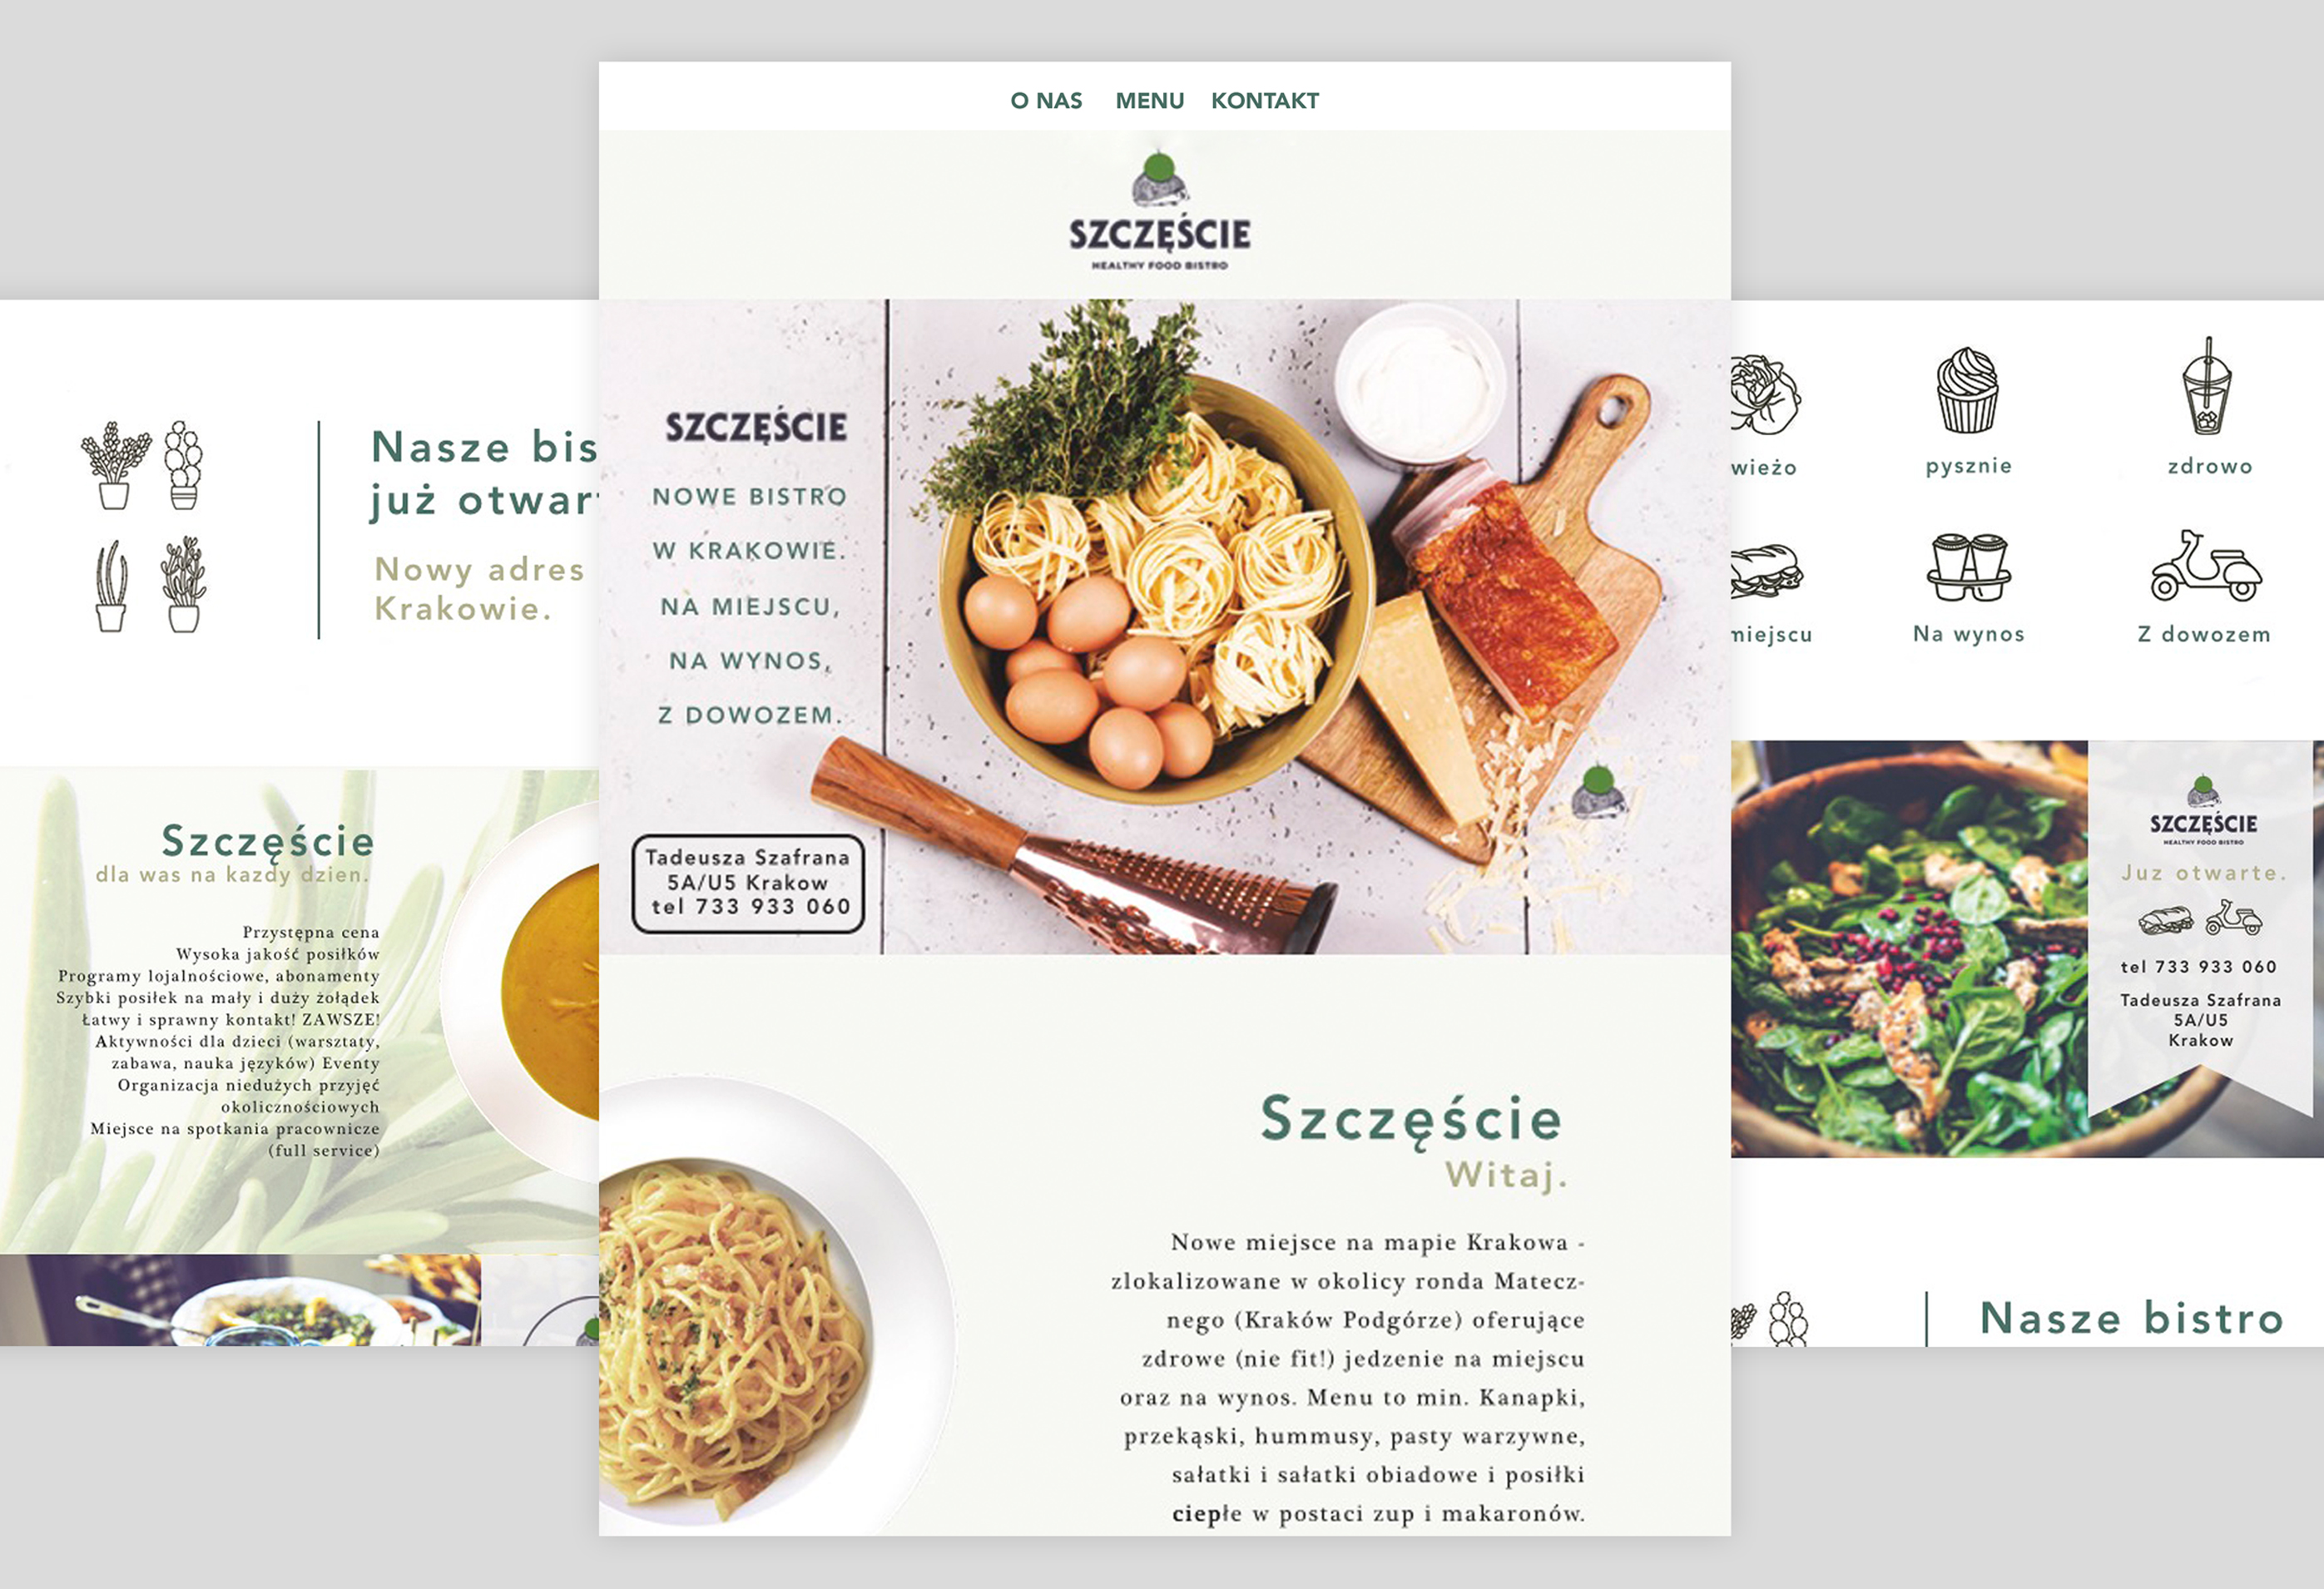 O NAS MENU KONTAKT
SZCZĘŚCIE
HEALTHY FOOD BISTRO
SZCZĘŚCIE
NOWE BISTRO
W KRAKOWIE.
NA MIEJSCU,
NA WYNOS,
Z DOWOZEM.
Tadeusza Szafrana
5A/U5 Krakow
tel 733 933 060
Szczęście
Witaj.
Nowe miejsce na mapie Krakowa -
zlokalizowane w okolicy ronda Matecz-
nego (Kraków Podgórze) oferujące
zdrowe (nie fit!) jedzenie na miejscu
oraz na wynos. Menu to min. Kanapki,
przekąski, hummusy, pasty warzywne,
sałatki i sałatki obiadowe i posiłki
ciepłe w postaci zup i makaronów.
Nasze bis
już otwar
Nowy adres
Krakowie.
Szczęście
dla was na kazdy dzien.
Przystępna cena
Wysoka jakość posiłków
Programy lojalnościowe, abonamenty
Szybki posiłek na mały i duży żołądek
Łatwy i sprawny kontakt! ZAWSZE!
Aktywności dla dzieci (warsztaty,
zabawa, nauka języków) Eventy
Organizacja niedużych przyjęć
okolicznościowych
Miejsce na spotkania pracownicze
(full service)
wieżo pysznie zdrowo
miejscu Na wynos Z dowozem
SZCZĘŚCIE
HEALTHY FOOD BISTRO
Juz otwarte.
tel 733 933 060
Tadeusza Szafrana
5A/U5
Krakow
Nasze bistro